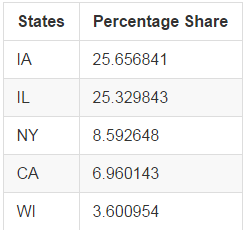 States Percentage Share
IA 25.656841
IL 25.329843
NY 8.592648
CA 6.960143
WI 3.600954